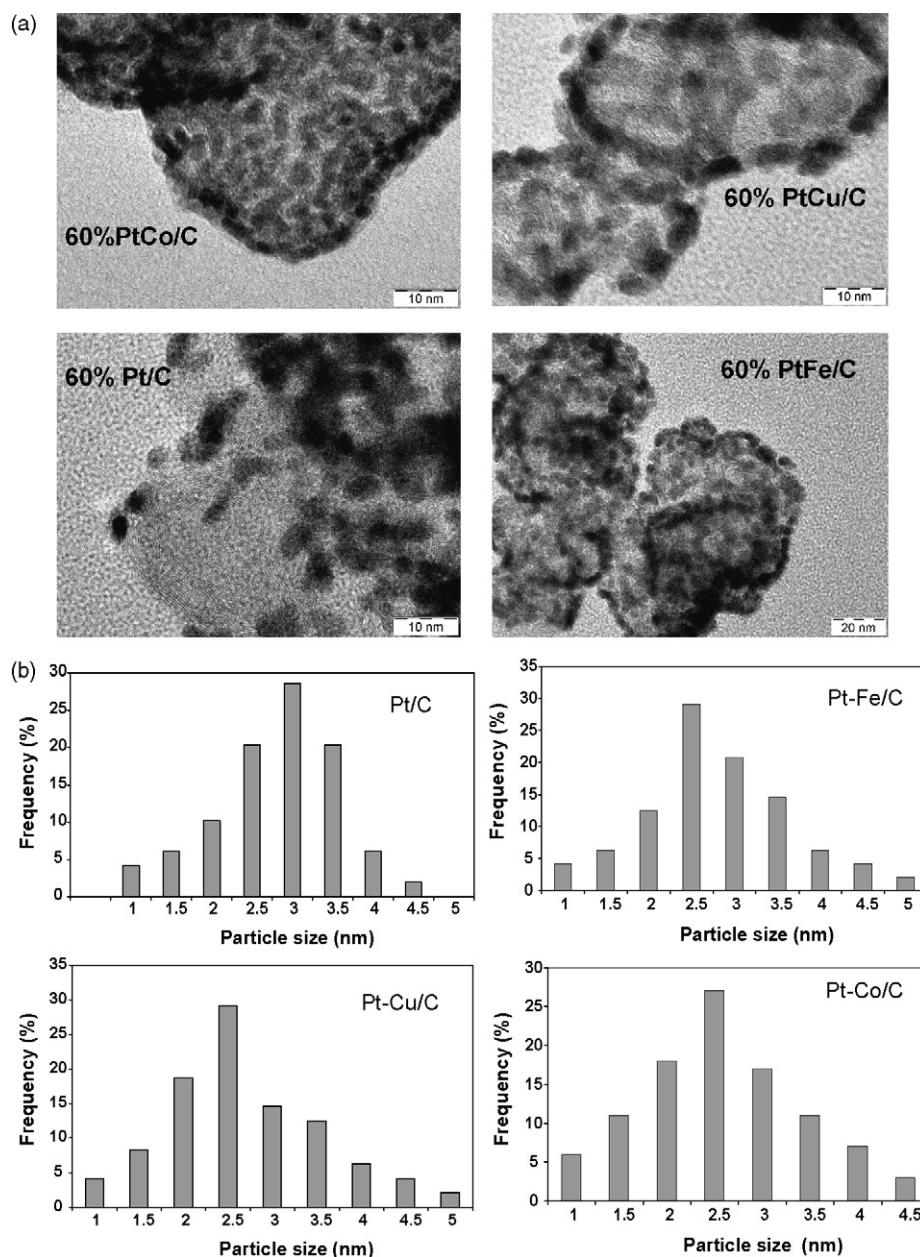 (a)
60%PtCo/C
10 nm
60% PtCu/C
10 nm
60% Pt/C
10 nm
60% PtFe/C
20 nm
(b)
30
25
20
15
10
5
0
Frequency (%)
Pt/C
1 1.5 2 2.5 3 3.5 4 4.5 5
Particle size (nm)
35
30
25
20
15
10
5
0
Frequency (%)
Pt-Fe/C
1 1.5 2 2.5 3 3.5 4 4.5 5
Particle size (nm)
35
30
25
20
15
10
5
0
Frequency (%)
Pt-Cu/C
1 1.5 2 2.5 3 3.5 4 4.5 5
Particle size (nm)
35
30
25
20
15
10
5
0
Frequency (%)
Pt-Co/C
1 1.5 2 2.5 3 3.5 4 4.5
Particle size (nm)